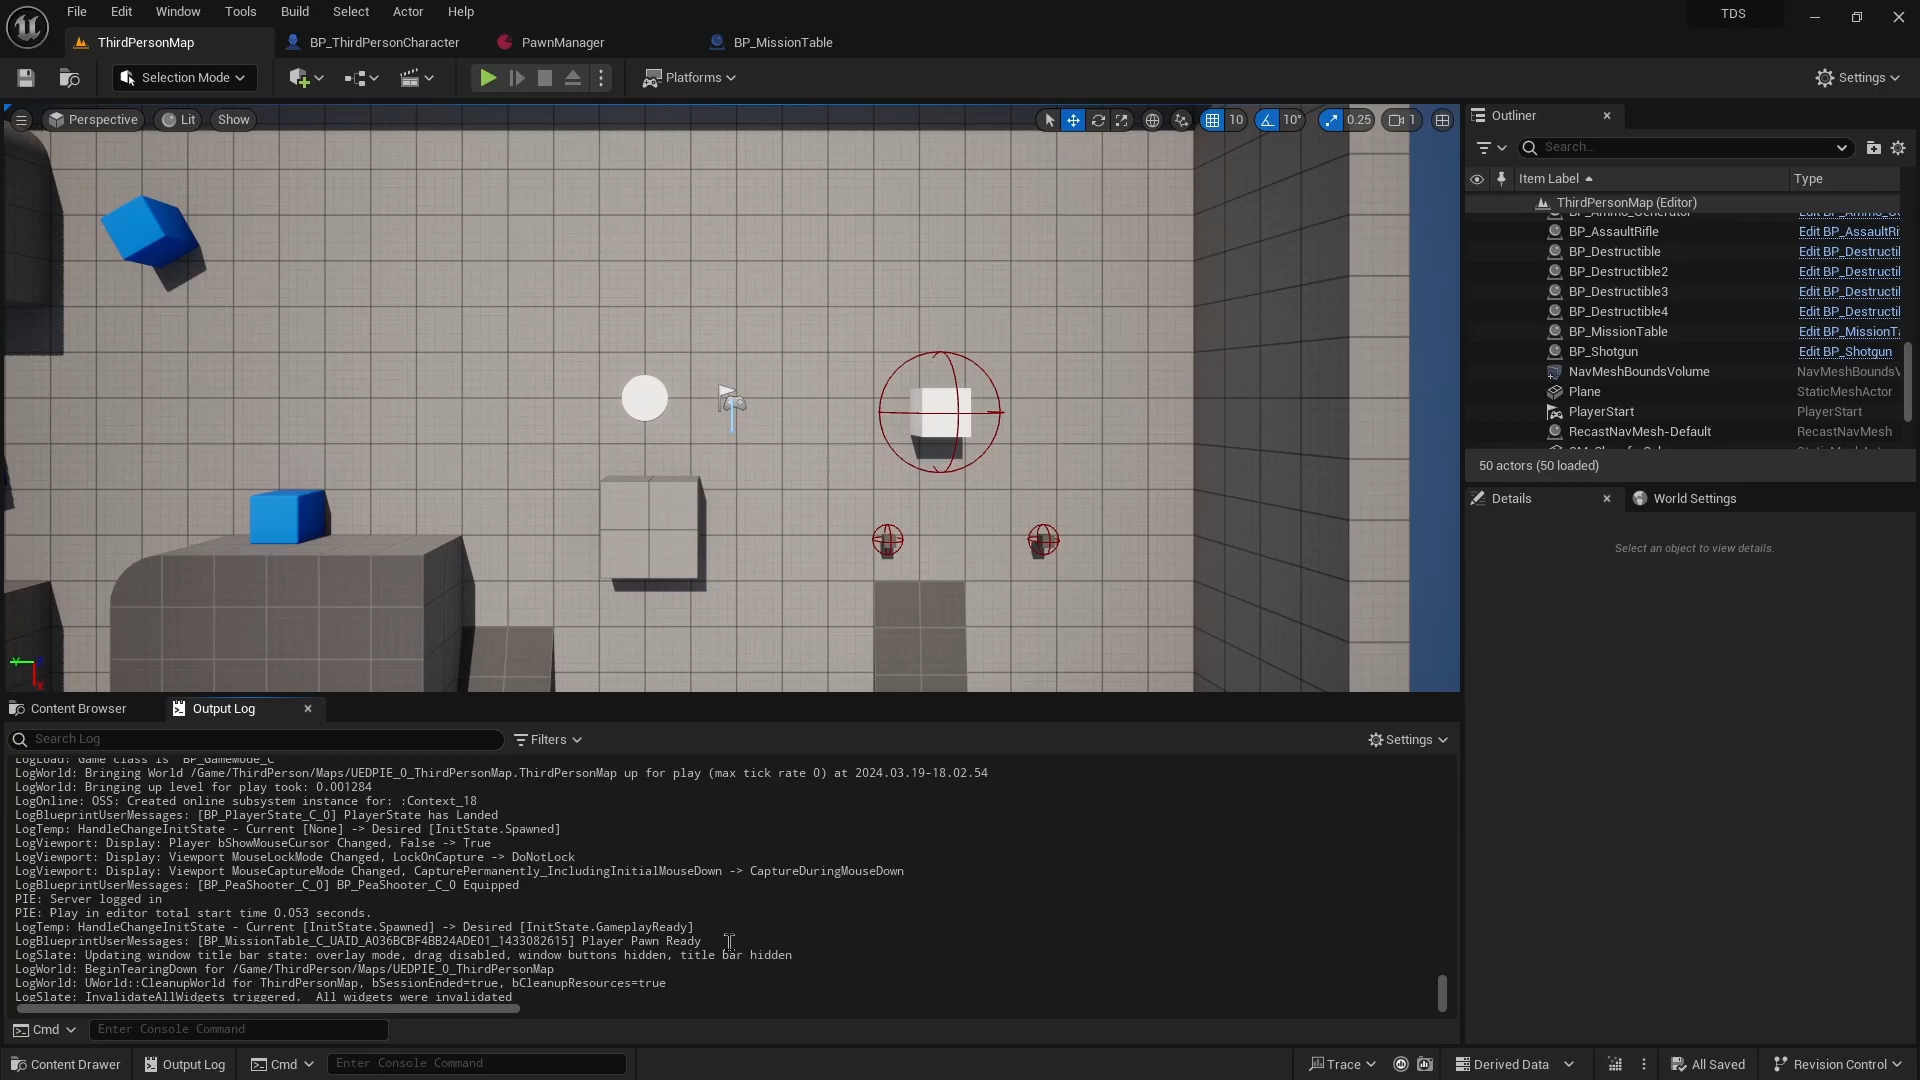 File Edit Window Tools Build Select Actor Help
TDS
ThirdPersonMap BP_ThirdPersonCharacter PawnManager BP_MissionTable
Selection Mode Platforms Settings
Perspective Lit Show 10 10° 0.25 1
Outliner
Search...
Item Label Type
ThirdPersonMap (Editor)
BP_AssaultRifle Edit BP_AssaultRi
BP_Destructible Edit BP_Destructil
BP_Destructible2 Edit BP_Destructil
BP_Destructible3 Edit BP_Destructil
BP_Destructible4 Edit BP_Destructil
BP_MissionTable Edit BP_MissionTa
BP_Shotgun Edit BP_Shotgun
NavMeshBoundsVolume NavMeshBoundsV
Plane StaticMeshActor
PlayerStart PlayerStart
RecastNavMesh-Default RecastNavMesh
50 actors (50 loaded)
Details World Settings
Select an object to view details.
Content Browser Output Log
Search Log Filters Settings
LogLoad: Game class is 'BP_GameMode_C'
LogWorld: Bringing World /Game/ThirdPerson/Maps/UEDPIE_0_ThirdPersonMap.ThirdPersonMap up for play (max tick rate 0) at 2024.03.19-18.02.54
LogWorld: Bringing up level for play took: 0.001284
LogOnline: OSS: Created online subsystem instance for: :Context_18
LogBlueprintUserMessages: [BP_PlayerState_C_0] PlayerState has Landed
LogTemp: HandleChangeInitState - Current [None] -> Desired [InitState.Spawned]
LogViewport: Display: Player bShowMouseCursor Changed, False -> True
LogViewport: Display: Viewport MouseLockMode Changed, LockOnCapture -> DoNotLock
LogViewport: Display: Viewport MouseCaptureMode Changed, CapturePermanently_IncludingInitialMouseDown -> CaptureDuringMouseDown
LogBlueprintUserMessages: [BP_PeaShooter_C_0] BP_PeaShooter_C_0 Equipped
PIE: Server logged in
PIE: Play in editor total start time 0.053 seconds.
LogTemp: HandleChangeInitState - Current [InitState.Spawned] -> Desired [InitState.GameplayReady]
LogBlueprintUserMessages: [BP_MissionTable_C_UAID_A036BCBF4BB24ADE01_1433082615] Player Pawn Ready
LogSlate: Updating window title bar state: overlay mode, drag disabled, window buttons hidden, title bar hidden
LogWorld: BeginTearingDown for /Game/ThirdPerson/Maps/UEDPIE_0_ThirdPersonMap
LogWorld: UWorld::CleanupWorld for ThirdPersonMap, bSessionEnded=true, bCleanupResources=true
LogSlate: InvalidateAllWidgets triggered.  All widgets were invalidated
Cmd Enter Console Command
Content Drawer Output Log Cmd Enter Console Command Trace Derived Data All Saved Revision Control